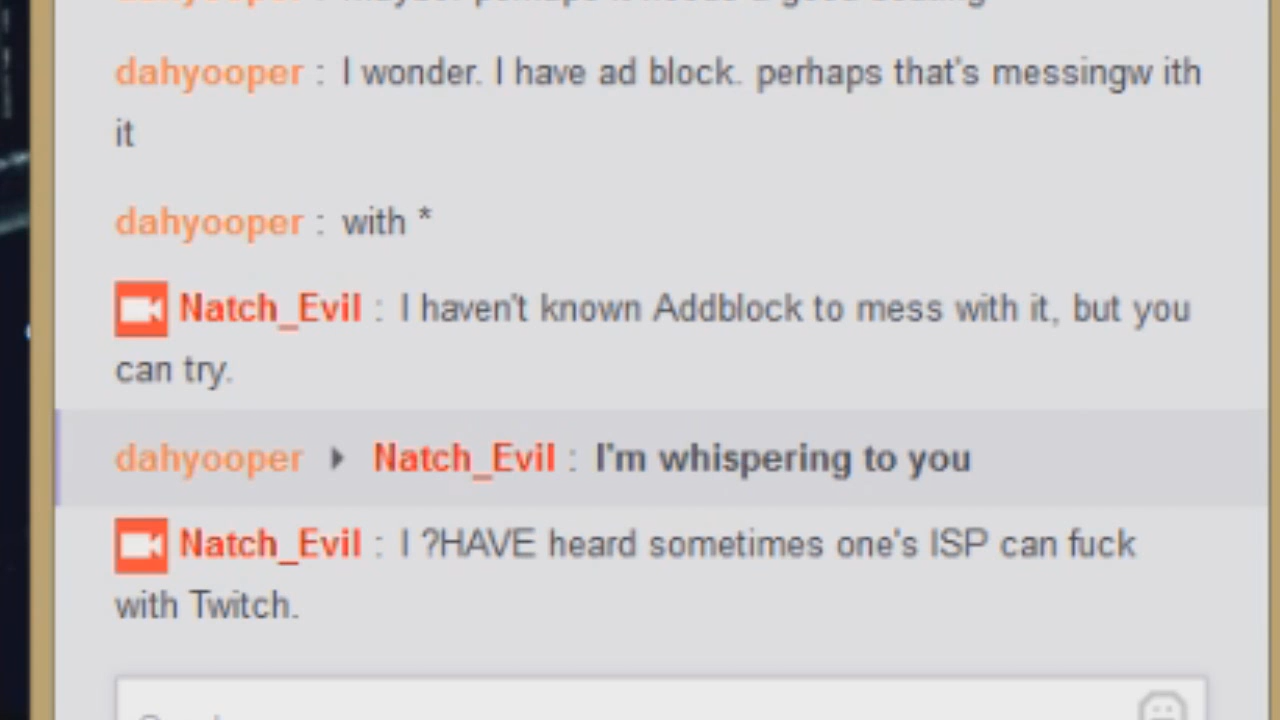 dahyooper : I wonder. I have ad block. perhaps that's messingw ith
it
dahyooper : with *
Natch_Evil : I haven't known Addblock to mess with it, but you
can try.
dahyooper ▸ Natch_Evil : I'm whispering to you
Natch_Evil : I ?HAVE heard sometimes one's ISP can fuck
with Twitch.